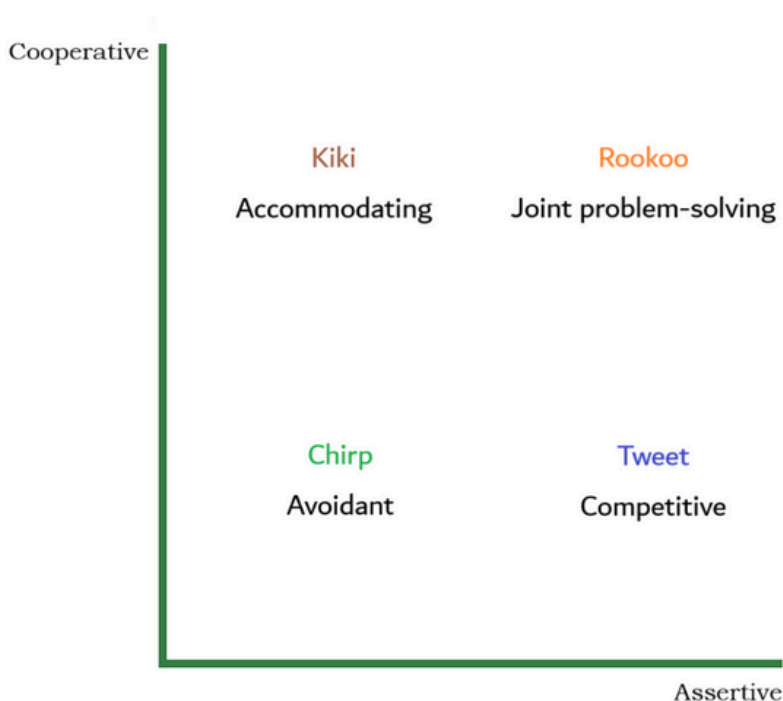 Cooperative
Kiki
Rookoo
Accommodating
Joint problem-solving
Chirp
Tweet
Avoidant
Competitive
Assertive